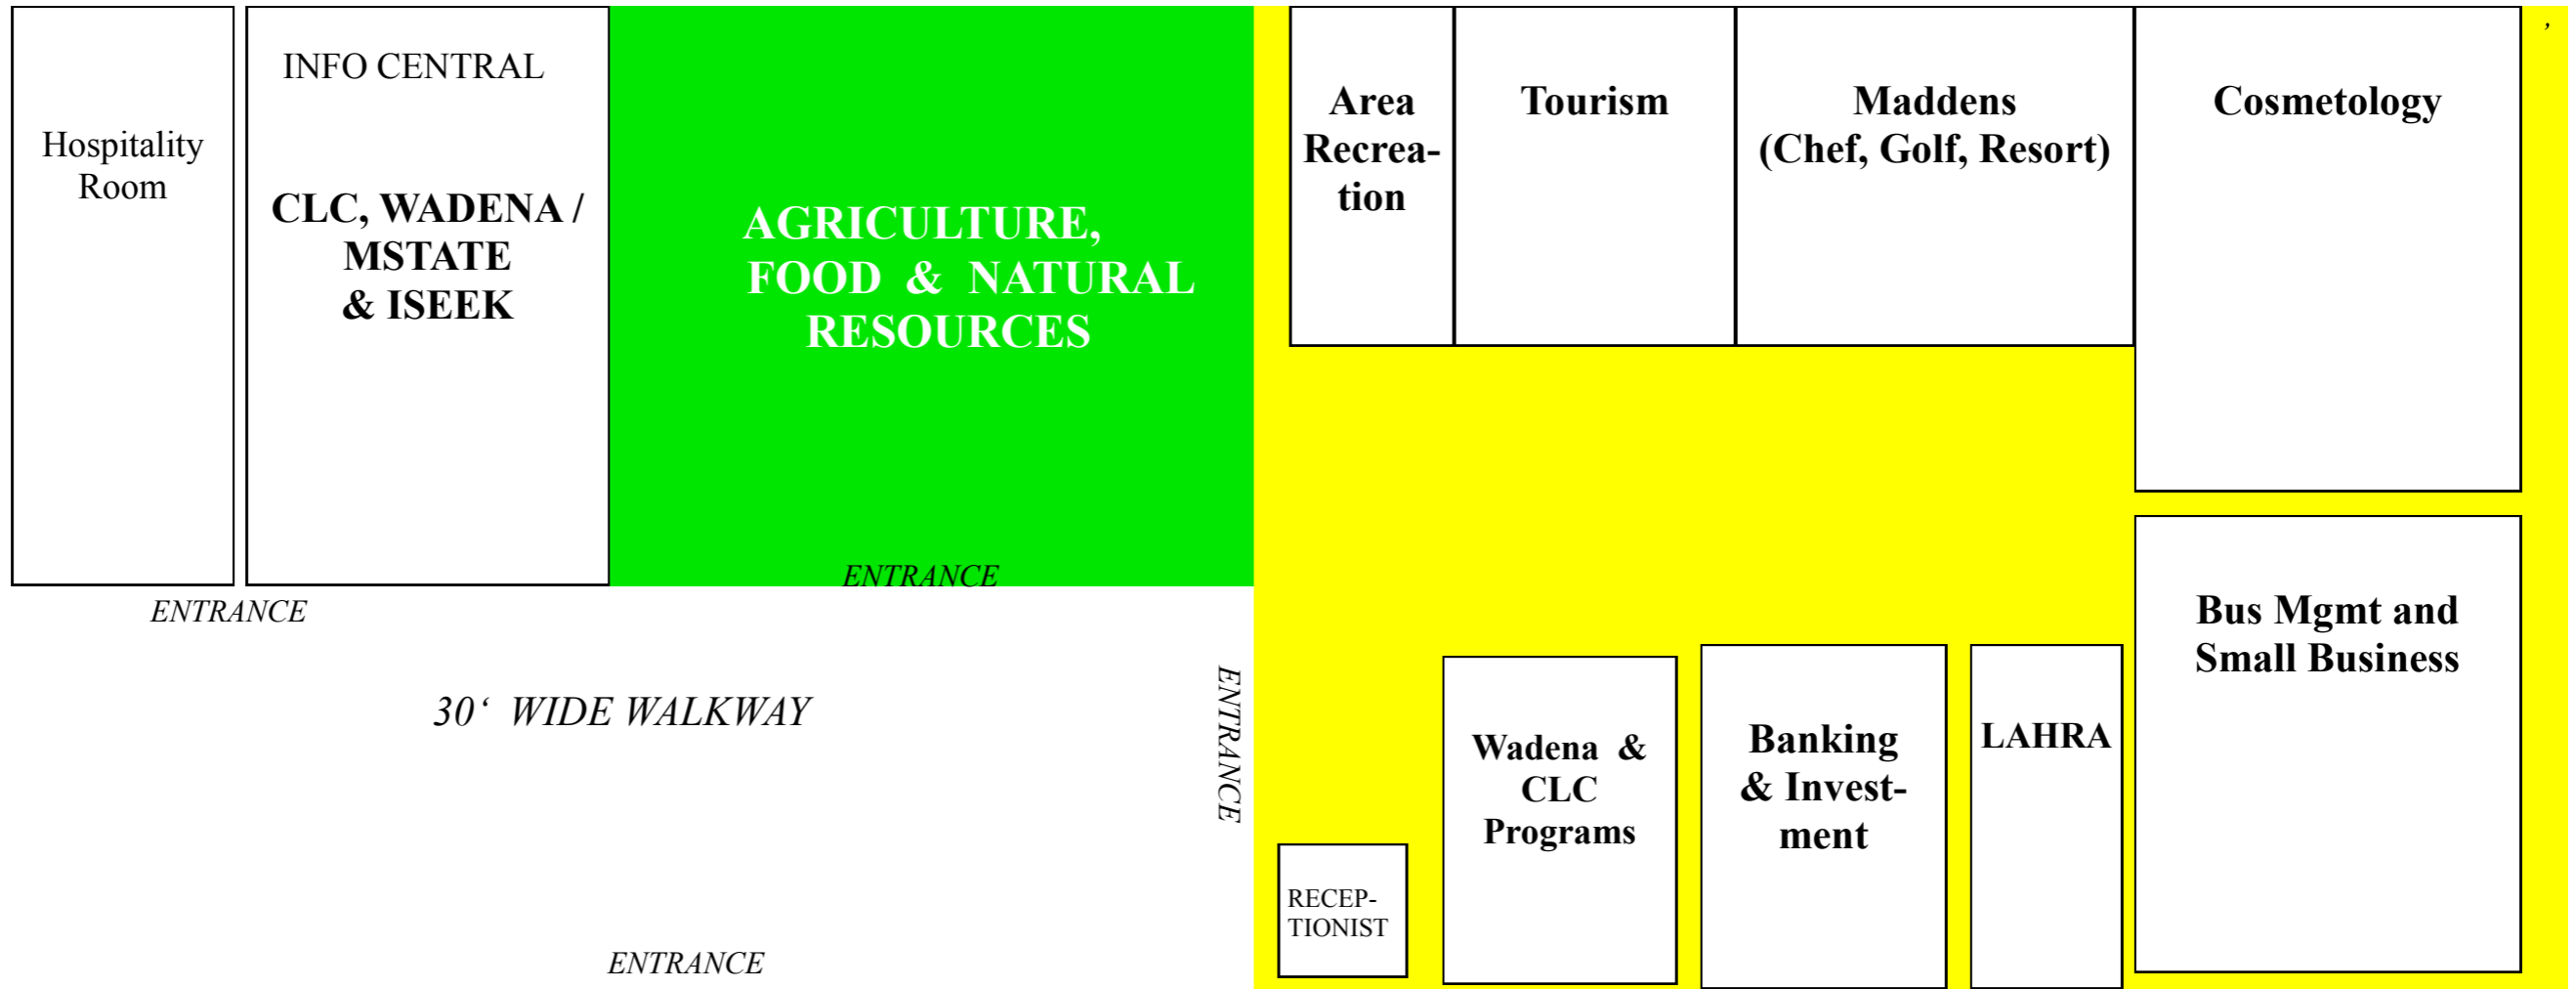 Hospitality
Room
INFO CENTRAL
CLC, WADENA /
MSTATE
& ISEEK
AGRICULTURE,
FOOD & NATURAL
RESOURCES
ENTRANCE
ENTRANCE
30‘ WIDE WALKWAY
ENTRANCE
ENTRANCE
Area
Recrea-
tion
Tourism
Maddens
(Chef, Golf, Resort)
Cosmetology
’
Bus Mgmt and
Small Business
RECEP-
TIONIST
Wadena & 
CLC
Programs
Banking
& Invest-
ment
LAHRA